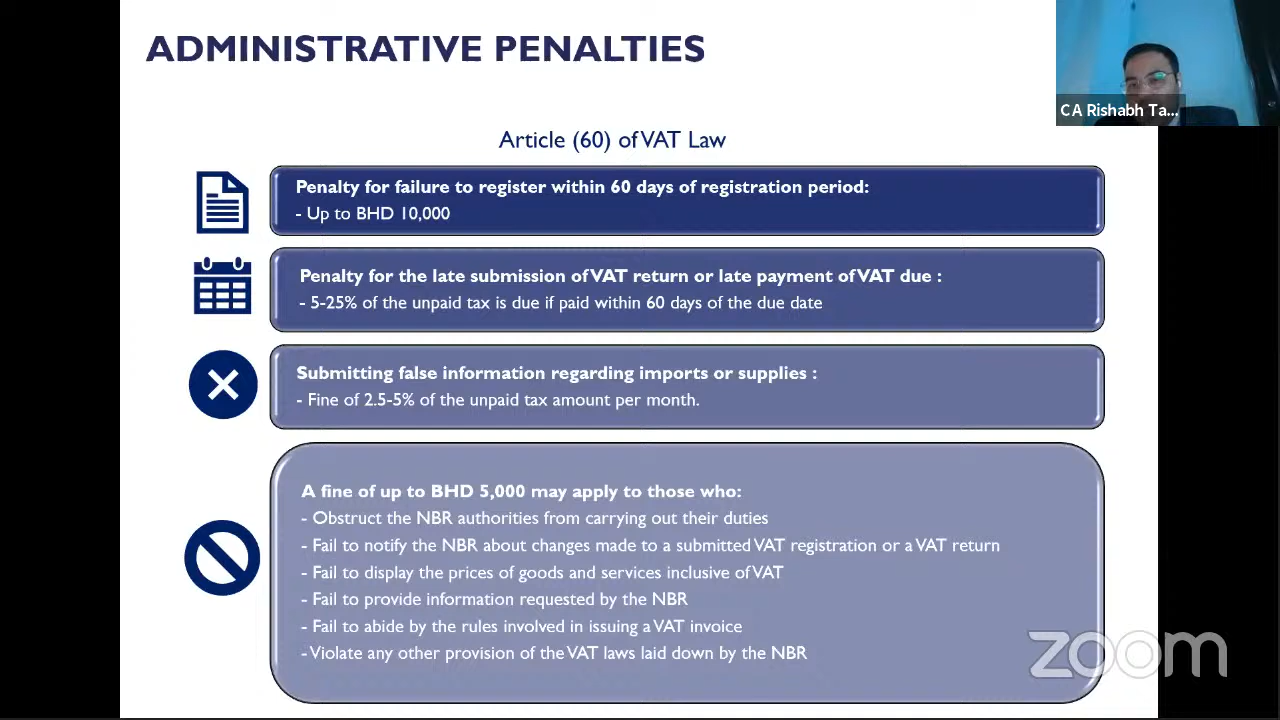 ADMINISTRATIVE PENALTIES
CA Rishabh Ta...
Article (60) of VAT Law
Penalty for failure to register within 60 days of registration period:
- Up to BHD 10,000
Penalty for the late submission of VAT return or late payment of VAT due :
- 5-25% of the unpaid tax is due if paid within 60 days of the due date
Submitting false information regarding imports or supplies :
- Fine of 2.5-5% of the unpaid tax amount per month.
A fine of up to BHD 5,000 may apply to those who:
- Obstruct the NBR authorities from carrying out their duties
- Fail to notify the NBR about changes made to a submitted VAT registration or a VAT return
- Fail to display the prices of goods and services inclusive of VAT
- Fail to provide information requested by the NBR
- Fail to abide by the rules involved in issuing a VAT invoice
- Violate any other provision of the VAT laws laid down by the NBR
zoom